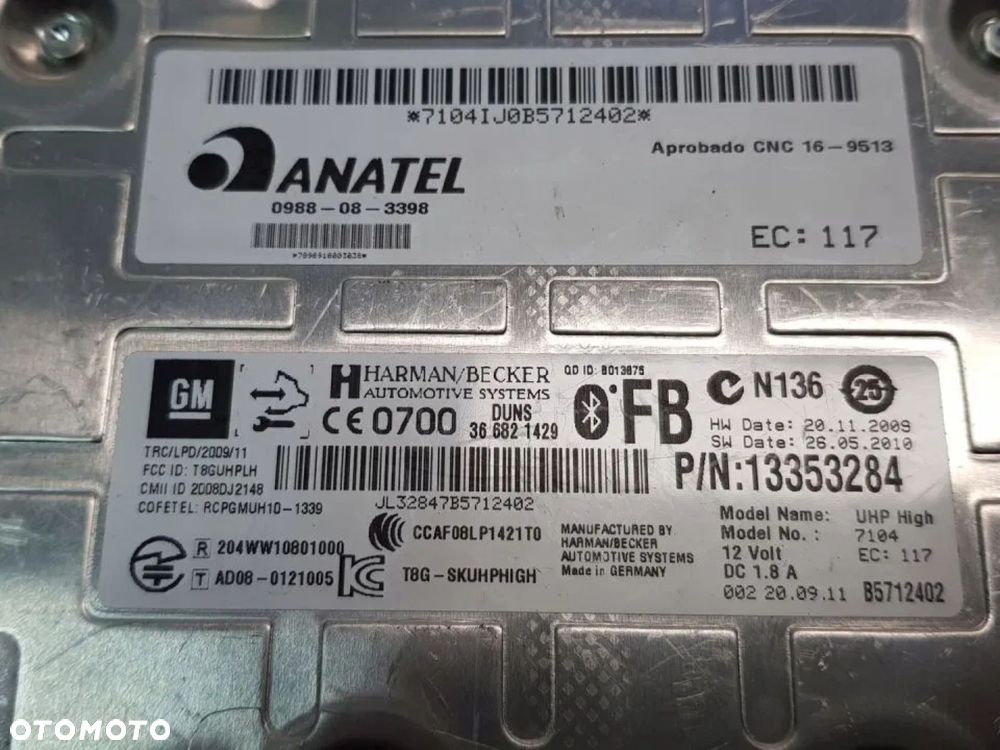 *7104IJ0B5712402*
Aprobado CNC 16-9513
ANATEL
0988-08-3398
EC: 117
GM
HARMAN/BECKER
AUTOMOTIVE SYSTEMS
CE 0700
DUNS
36 682 1429
QD ID: B013875
FB
N136
25
HW Date: 20.11.2009
SW Date: 26.05.2010
TRC/LPD/2009/11
FCC ID: T8GUHPLH
CMII ID 2008DJ2148
COFETEL: RCPGMUH10-1339
JL32847B5712402
P/N:13353284
R 204WW10801000
T AD08-0121005
CCAF08LP1421T0
T8G-SKUHPHIGH
MANUFACTURED BY
HARMAN/BECKER
AUTOMOTIVE SYSTEMS
Made in GERMANY
Model Name: UHP High
Model No.: 7104
12 Volt EC: 117
DC 1.8 A
002 20.09.11 B5712402
OTOMOTO